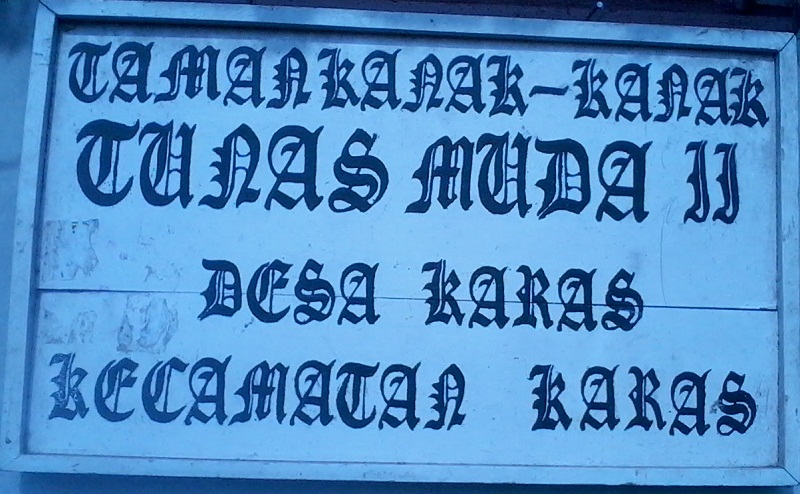 TAMAN KANAK-KANAK
TUNAS MUDA II
DESA KARAS
KECAMATAN KARAS